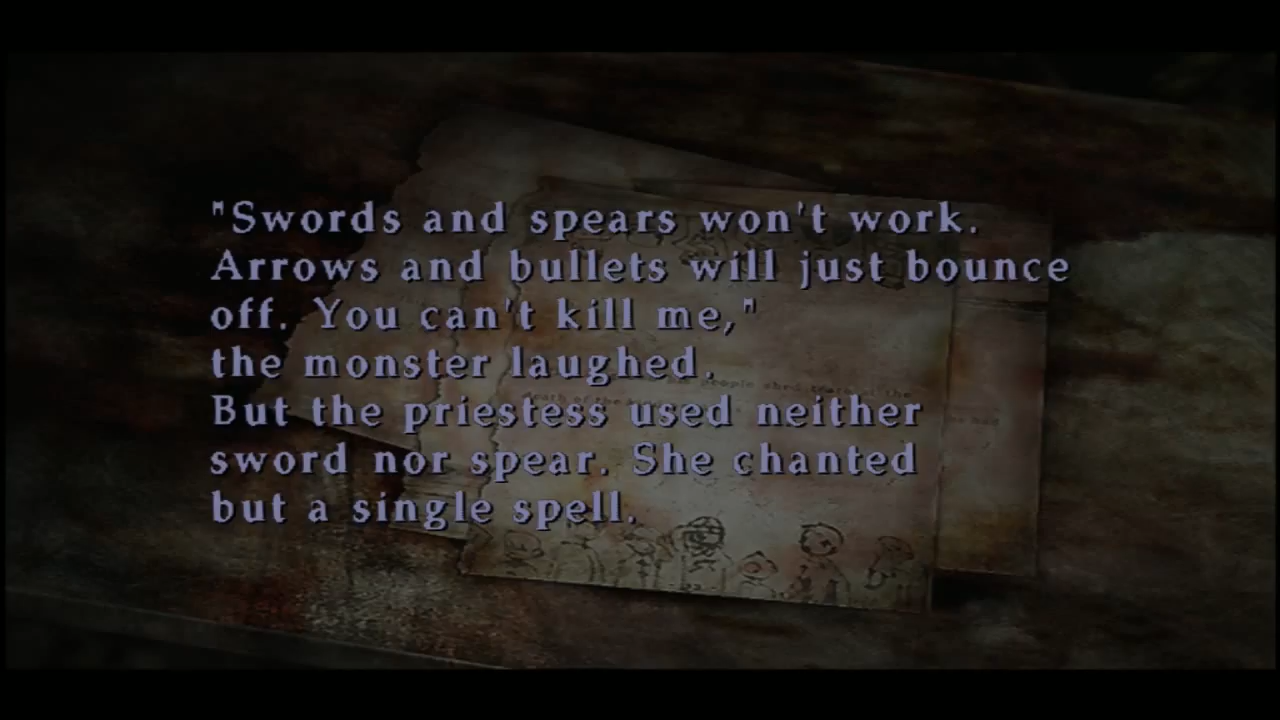 "Swords and spears won't work.
Arrows and bullets will just bounce
off. You can't kill me,"
the monster laughed.
But the priestess used neither
sword nor spear. She chanted
but a single spell.